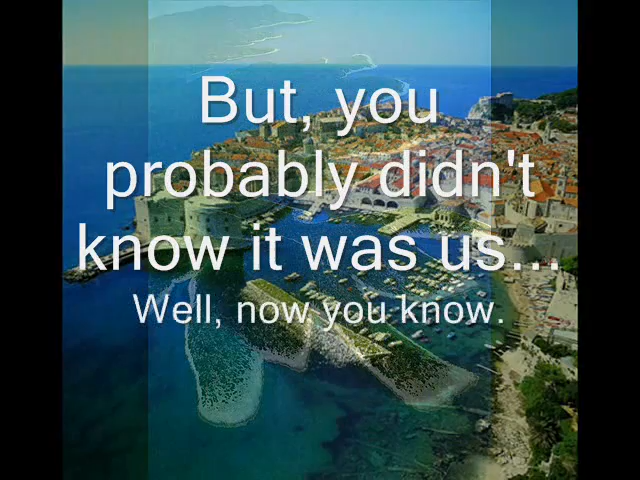 But, you
probably didn't
know it was us...
Well, now you know.